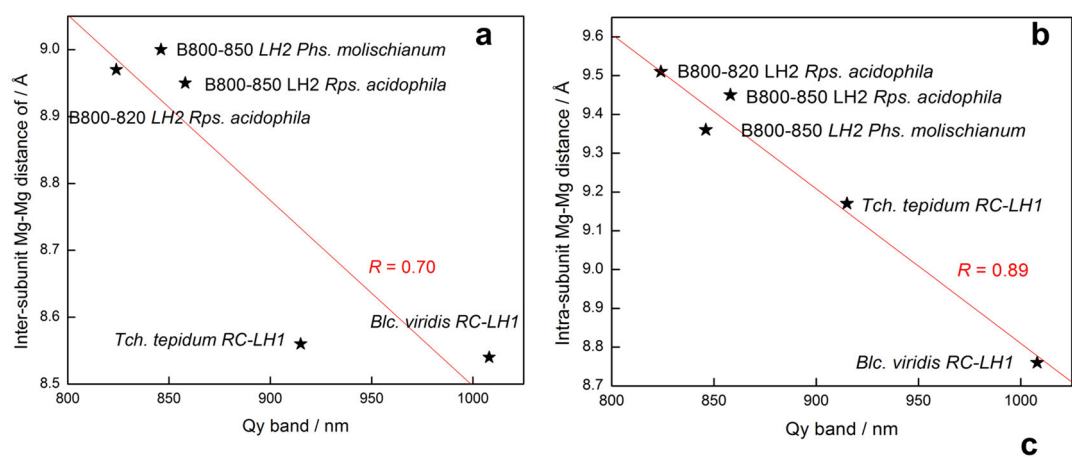 a
9.0
8.9
8.8
8.7
8.6
8.5
Inter-subunit Mg-Mg distance of / Å
B800-850 LH2 Phs. molischianum
B800-850 LH2 Rps. acidophila
B800-820 LH2 Rps. acidophila
R = 0.70
Blc. viridis RC-LH1
Tch. tepidum RC-LH1
800 850 900 950 1000
Qy band / nm
b
9.6
9.5
9.4
9.3
9.2
9.1
9.0
8.9
8.8
8.7
Intra-subunit Mg-Mg distance / Å
B800-820 LH2 Rps. acidophila
B800-850 LH2 Rps. acidophila
B800-850 LH2 Phs. molischianum
Tch. tepidum RC-LH1
R = 0.89
Blc. viridis RC-LH1
800 850 900 950 1000
Qy band / nm
c